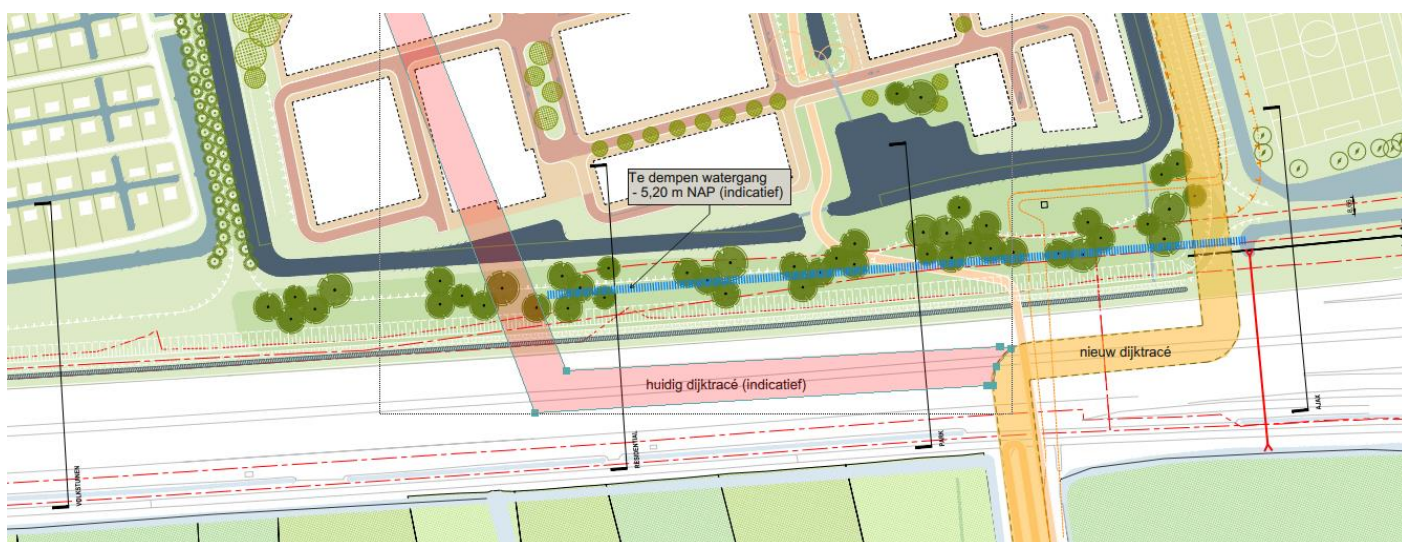 Te dempen watergang
- 5,20 m NAP (indicatief)
nieuw dijktracé
huidig dijktracé (indicatief)
VOLKSTUINEN
RESIDENTIAL
PARK
AJAX